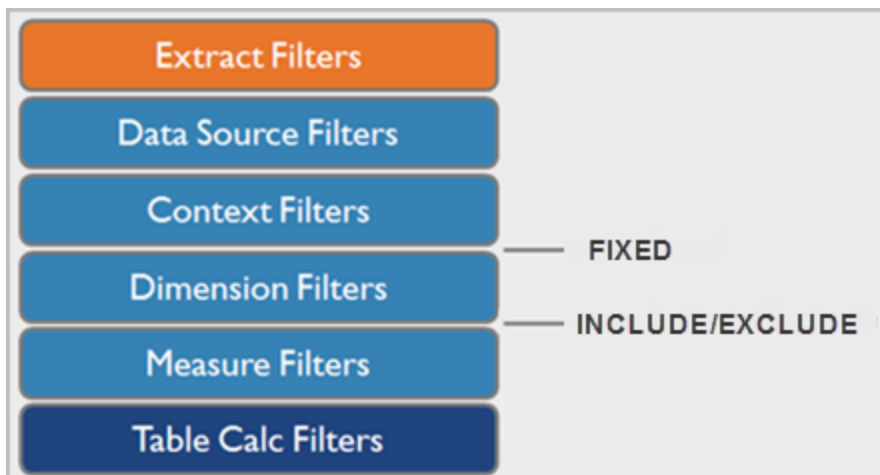 Extract Filters
Data Source Filters
Context Filters
FIXED
Dimension Filters
INCLUDE/EXCLUDE
Measure Filters
Table Calc Filters